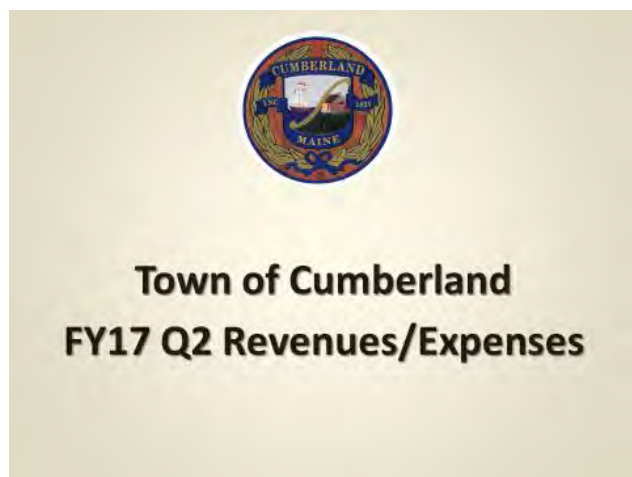 CUMBERLAND
INC 1821
MAINE
Town of Cumberland
FY17 Q2 Revenues/Expenses